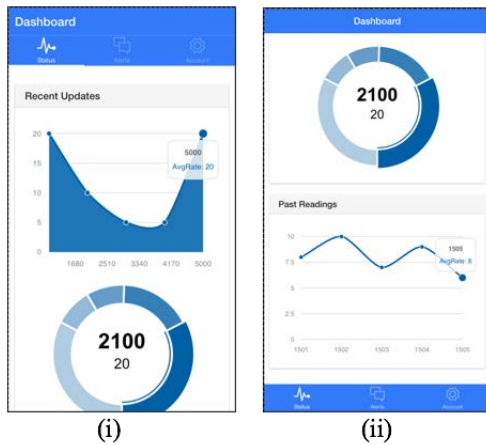 Dashboard
Status Alerts Account
Recent Updates
20
15
10
5
0
5000
AvgRate: 20
1680 2510 3340 4170 5000
2100
20
(i)
Dashboard
2100
20
Past Readings
10
7.5
5
2.5
0
1505
AvgRate: 6
1501 1502 1503 1504 1505
Status Alerts Account
(ii)